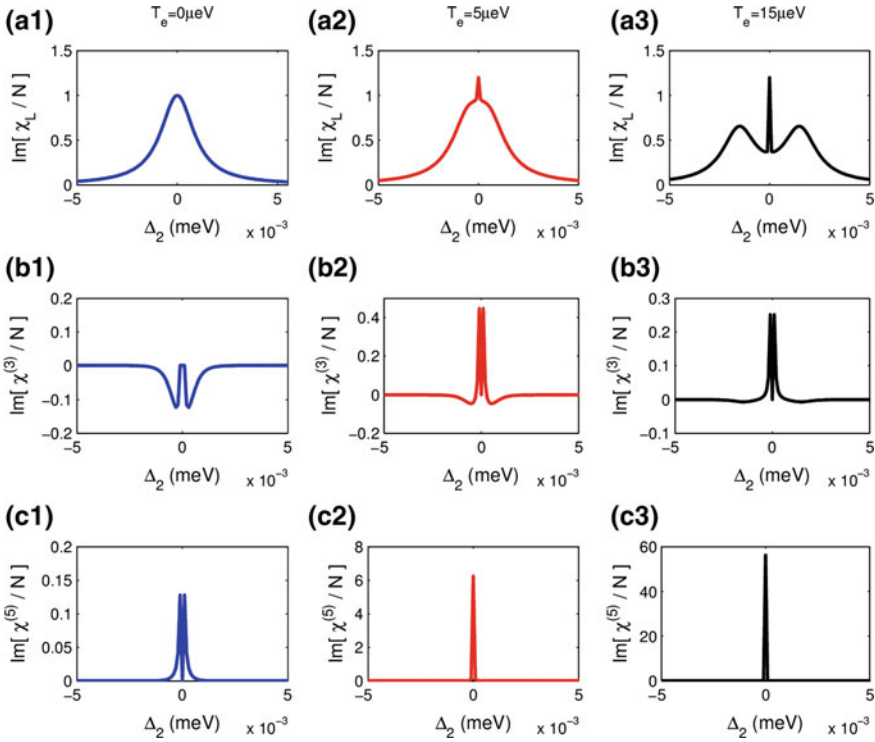 (a1) T_e=0μeV (a2) T_e=5μeV (a3) T_e=15μeV
Im[ χ_L / N ]
1.5
1
0.5
0
-5 0 5
Δ_2 (meV) x 10^-3
Im[ χ_L / N ]
1.5
1
0.5
0
-5 0 5
Δ_2 (meV) x 10^-3
Im[ χ_L / N ]
1.5
1
0.5
0
-5 0 5
Δ_2 (meV) x 10^-3
(b1) (b2) (b3)
Im[ χ^(3) / N ]
0.2
0.1
0
-0.1
-0.2
-5 0 5
Δ_2 (meV) x 10^-3
Im[ χ^(3) / N ]
0.4
0.2
0
-0.2
-5 0 5
Δ_2 (meV) x 10^-3
Im[ χ^(3) / N ]
0.3
0.2
0.1
0
-0.1
-5 0 5
Δ_2 (meV) x 10^-3
(c1) (c2) (c3)
Im[ χ^(5) / N ]
0.2
0.15
0.1
0.05
0
-5 0 5
Δ_2 (meV) x 10^-3
Im[ χ^(5) / N ]
8
6
4
2
0
-5 0 5
Δ_2 (meV) x 10^-3
Im[ χ^(5) / N ]
60
40
20
0
-5 0 5
Δ_2 (meV) x 10^-3